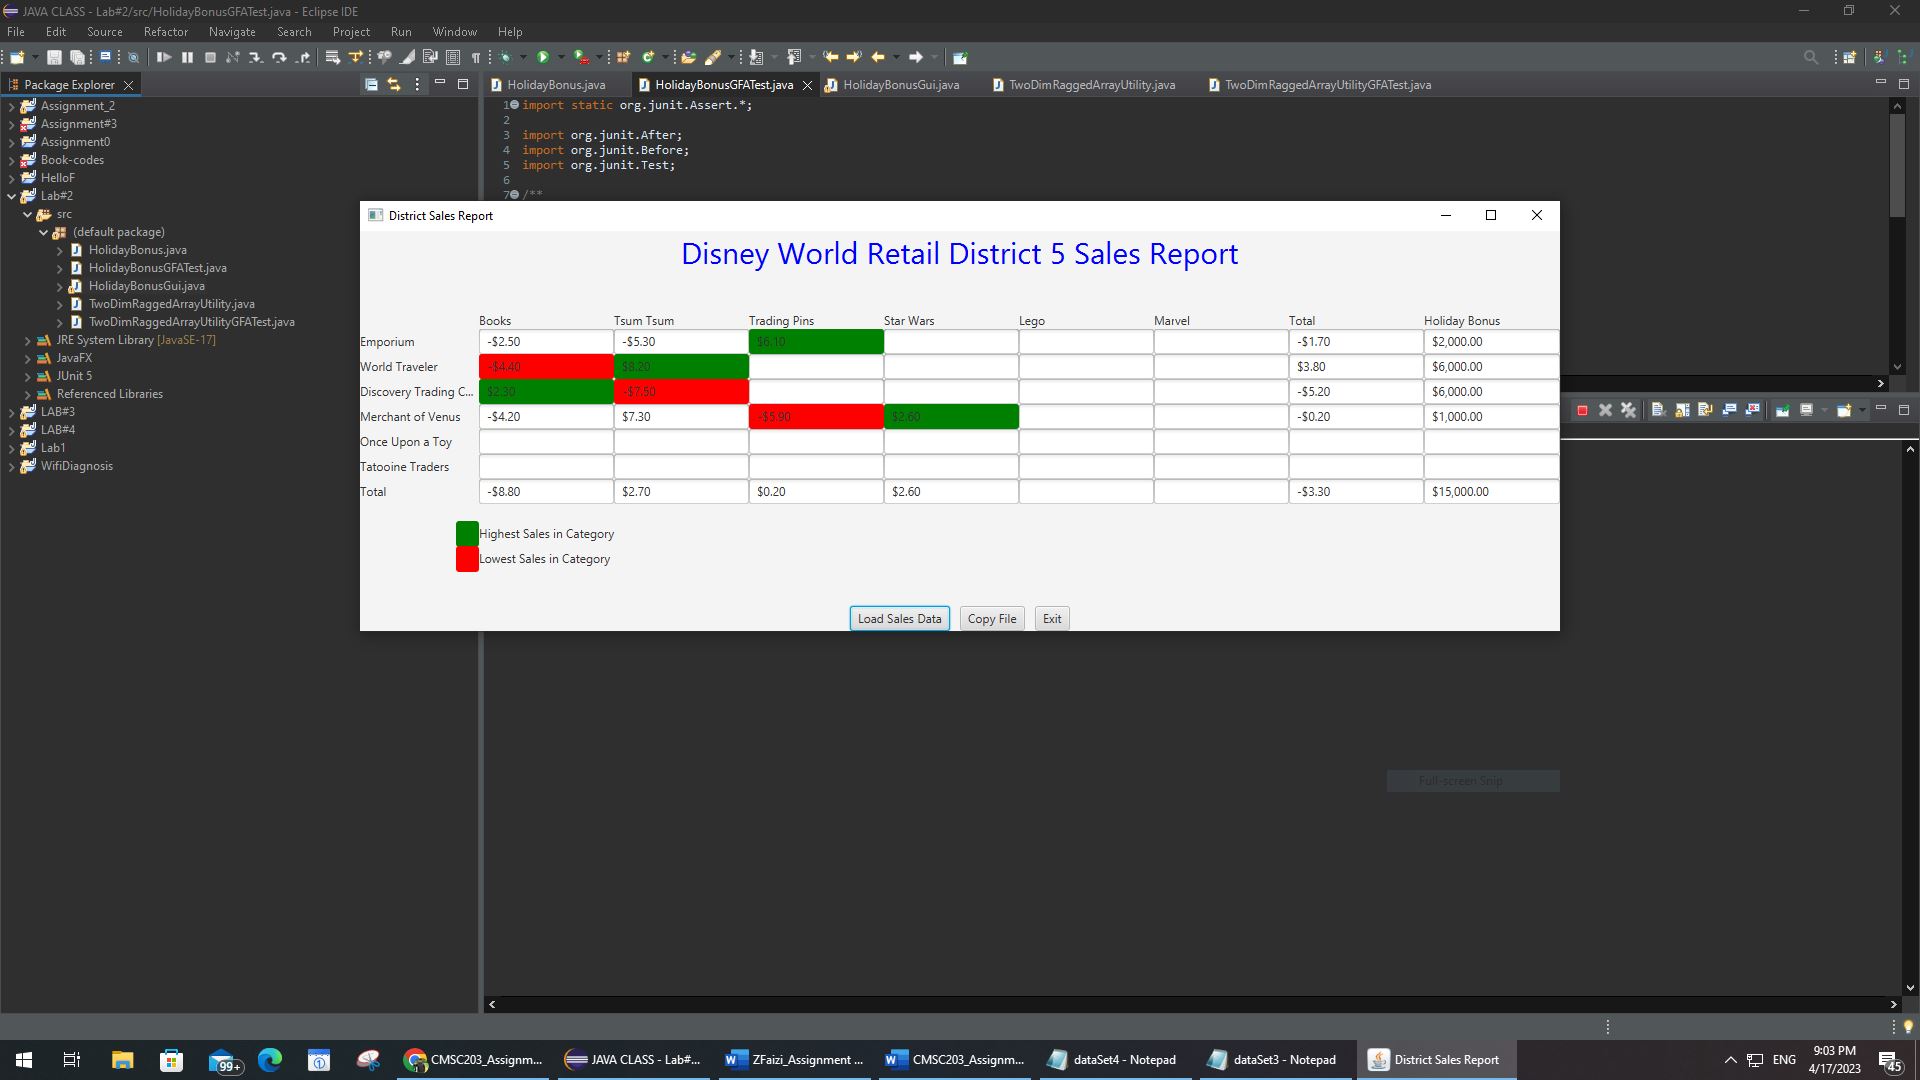 JAVA CLASS - Lab#2/src/HolidayBonusGFATest.java - Eclipse IDE
File Edit Source Refactor Navigate Search Project Run Window Help
Package Explorer
HolidayBonus.java HolidayBonusGFATest.java HolidayBonusGui.java TwoDimRaggedArrayUtility.java TwoDimRaggedArrayUtilityGFATest.java
Assignment_2
Assignment#3
Assignment0
Book-codes
HelloF
Lab#2
src
(default package)
HolidayBonus.java
HolidayBonusGFATest.java
HolidayBonusGui.java
TwoDimRaggedArrayUtility.java
TwoDimRaggedArrayUtilityGFATest.java
JRE System Library [JavaSE-17]
JavaFX
JUnit 5
Referenced Libraries
LAB#3
LAB#4
Lab1
WifiDiagnosis
1 import static org.junit.Assert.*;
2
3 import org.junit.After;
4 import org.junit.Before;
5 import org.junit.Test;
6
7 /**
District Sales Report
Disney World Retail District 5 Sales Report
Books Tsum Tsum Trading Pins Star Wars Lego Marvel Total Holiday Bonus
Emporium -$2.50 -$5.30 $6.10 -$1.70 $2,000.00
World Traveler -$4.40 $8.20 $3.80 $6,000.00
Discovery Trading C... $2.30 -$7.50 -$5.20 $6,000.00
Merchant of Venus -$4.20 $7.30 -$5.90 $2.60 -$0.20 $1,000.00
Once Upon a Toy
Tatooine Traders
Total -$8.80 $2.70 $0.20 $2.60 -$3.30 $15,000.00
Highest Sales in Category
Lowest Sales in Category
Load Sales Data Copy File Exit
Full-screen Snip
99+ CMSC203_Assignm... JAVA CLASS - Lab#... ZFaizi_Assignment ... CMSC203_Assignm... dataSet4 - Notepad dataSet3 - Notepad District Sales Report ENG 9:03 PM
4/17/2023 45